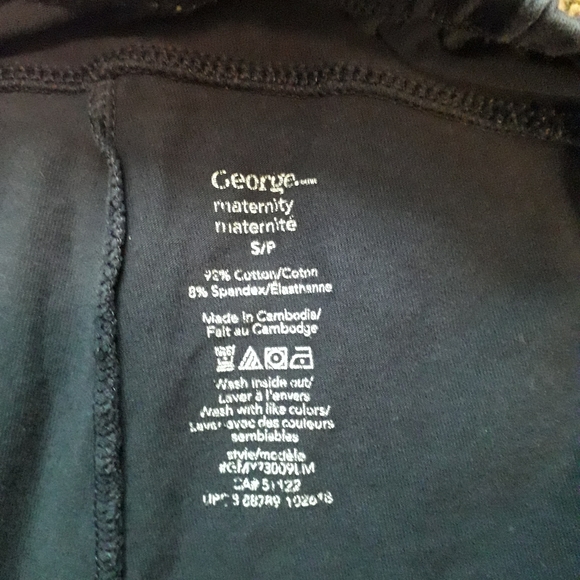 George
maternity
maternité
S/P
92% Cotton/Coton
8% Spandex/Élasthanne
Made in Cambodia/
Fait au Cambodge
Wash inside out/
Laver à l'envers
Wash with like colors/
Laver avec des couleurs
semblables
style/modèle
CA# 51122
UPC